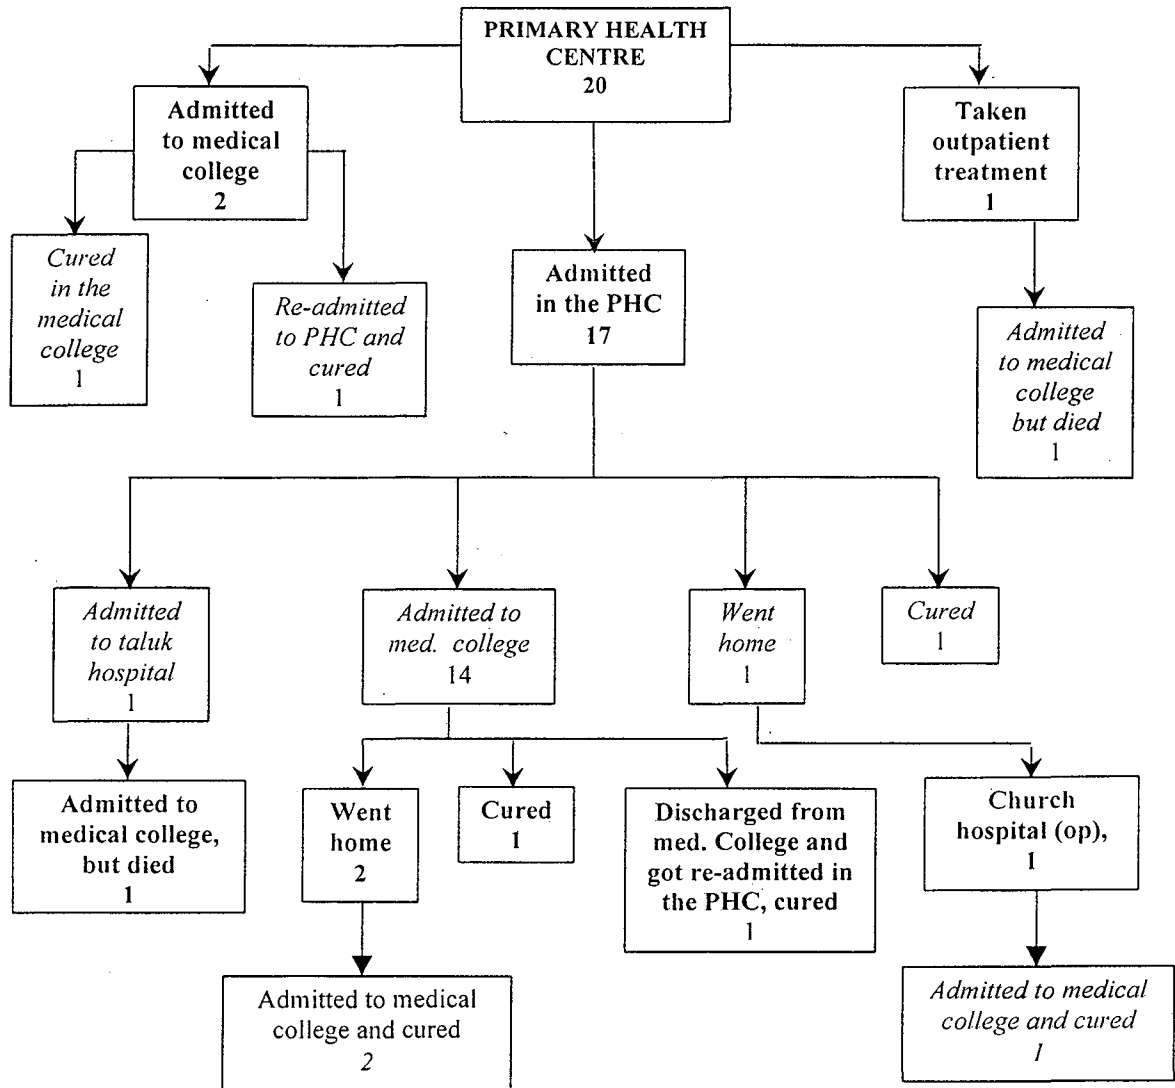 PRIMARY HEALTH
CENTRE
20
Admitted
to medical
college
2
Taken
outpatient
treatment
1
Cured
in the
medical
college
1
Re-admitted
to PHC and
cured
1
Admitted
in the PHC
17
Admitted
to medical
college
but died
1
Admitted
to taluk
hospital
1
Admitted to
med. college
14
Went
home
1
Cured
1
Admitted to
medical college,
but died
1
Went
home
2
Cured
1
Discharged from
med. College and
got re-admitted in
the PHC, cured
1
Church
hospital (op),
1
Admitted to medical
college and cured
2
Admitted to medical
college and cured
1